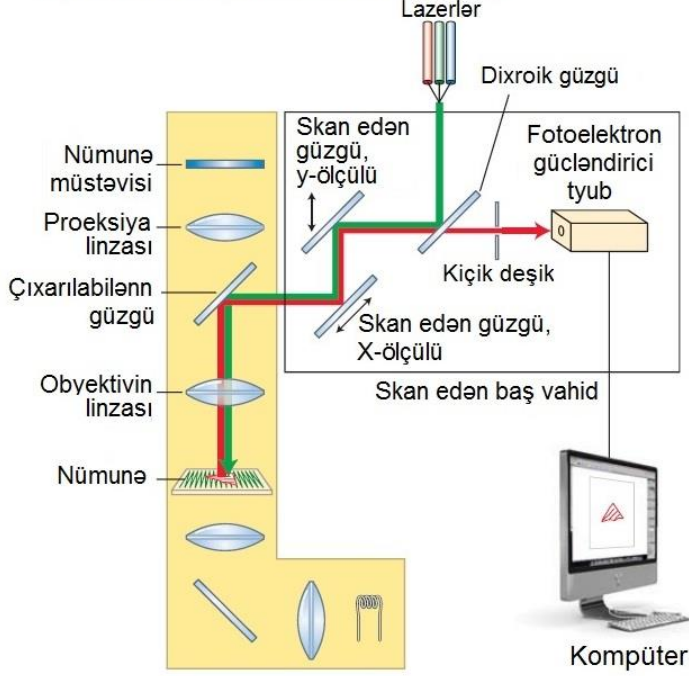 Lazerlər
Dixroik güzgü
Skan edən
güzgü,
y-ölçülü
Fotoelektron
gücləndirici
tyub
Nümunə
müstəvisi
Proeksiya
linzası
Çıxarılabilənn
güzgü
Kiçik deşik
Skan edən güzgü,
X-ölçülü
Obyektivin
linzası
Skan edən baş vahid
Nümunə
Kompüter